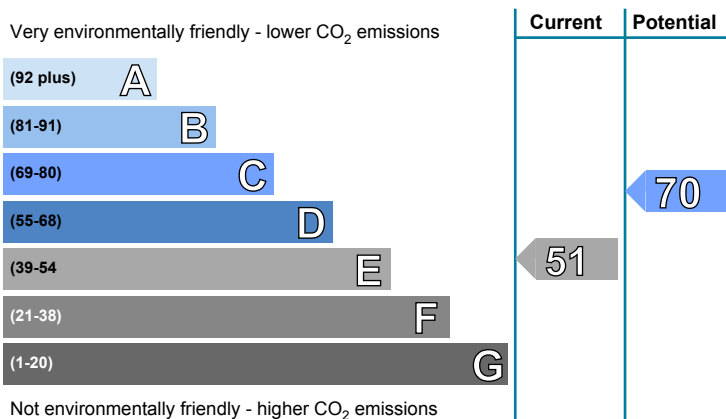 Current Potential
Very environmentally friendly - lower CO2 emissions
(92 plus) A
(81-91) B
(69-80) C
70
(55-68) D
(39-54 E
51
(21-38) F
(1-20) G
Not environmentally friendly - higher CO2 emissions